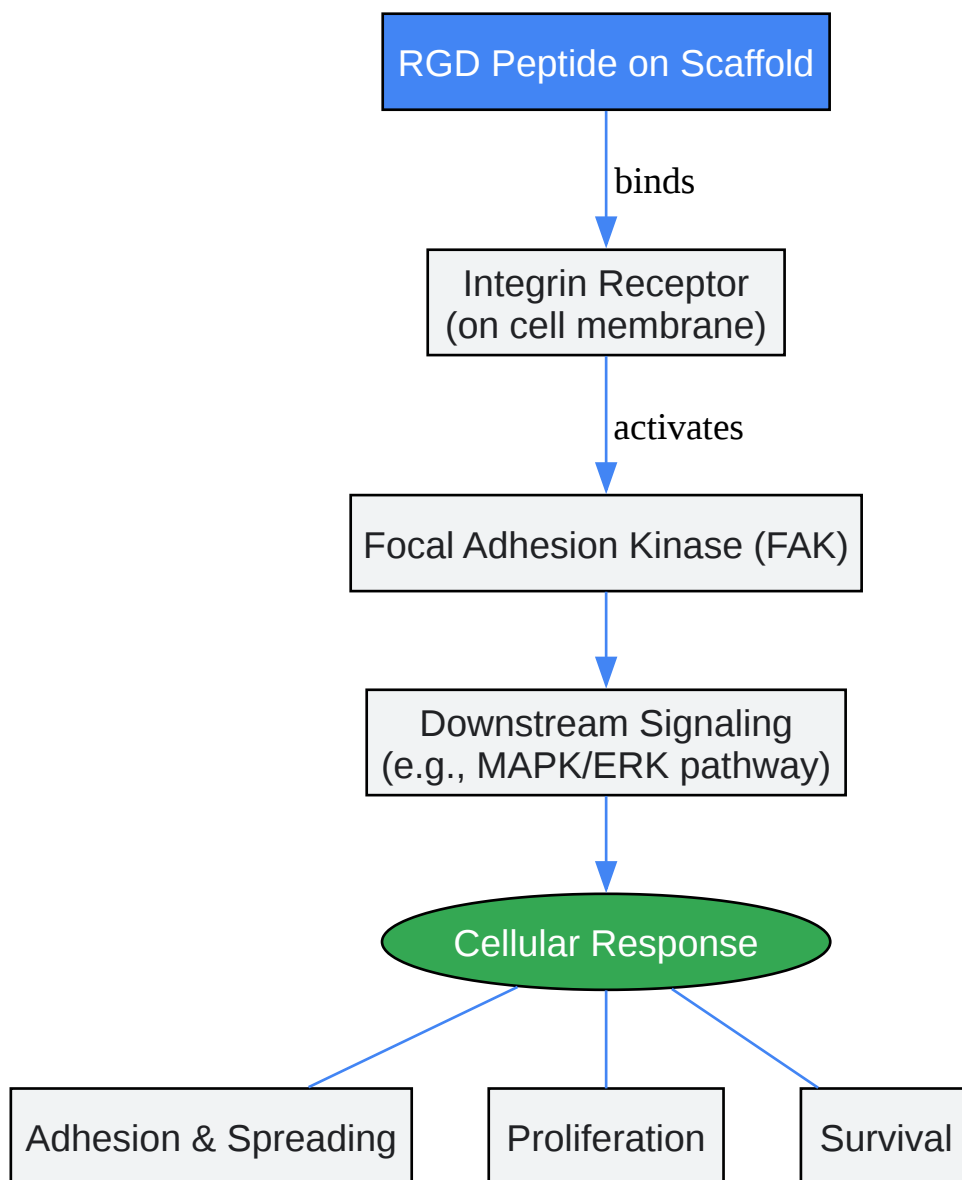 RGD Peptide on Scaffold
binds
Integrin Receptor
(on cell membrane)
activates
Focal Adhesion Kinase (FAK)
Downstream Signaling
(e.g., MAPK/ERK pathway)
Cellular Response
Adhesion & Spreading
Proliferation
Survival